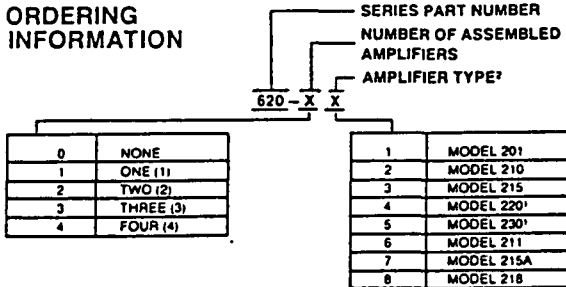 ORDERING
INFORMATION
SERIES PART NUMBER
NUMBER OF ASSEMBLED
AMPLIFIERS
AMPLIFIER TYPE²
620 - X X
0 NONE
1 ONE (1)
2 TWO (2)
3 THREE (3)
4 FOUR (4)
1 MODEL 201
2 MODEL 210
3 MODEL 215
4 MODEL 220¹
5 MODEL 230¹
6 MODEL 211
7 MODEL 215A
8 MODEL 218